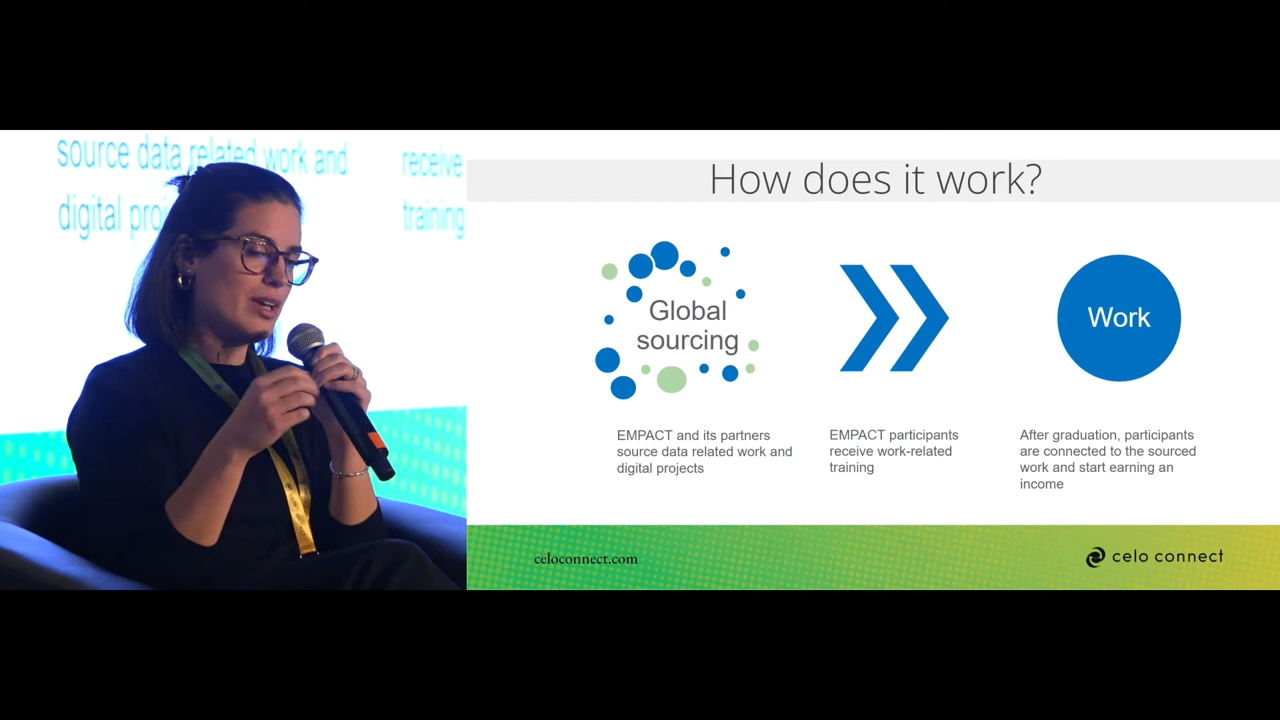 source data related work and
digital proj
receive
training
How does it work?
Global
sourcing
Work
EMPACT and its partners
source data related work and
digital projects
EMPACT participants
receive work-related
training
After graduation, participants
are connected to the sourced
work and start earning an
income
celoconnect.com
celo connect